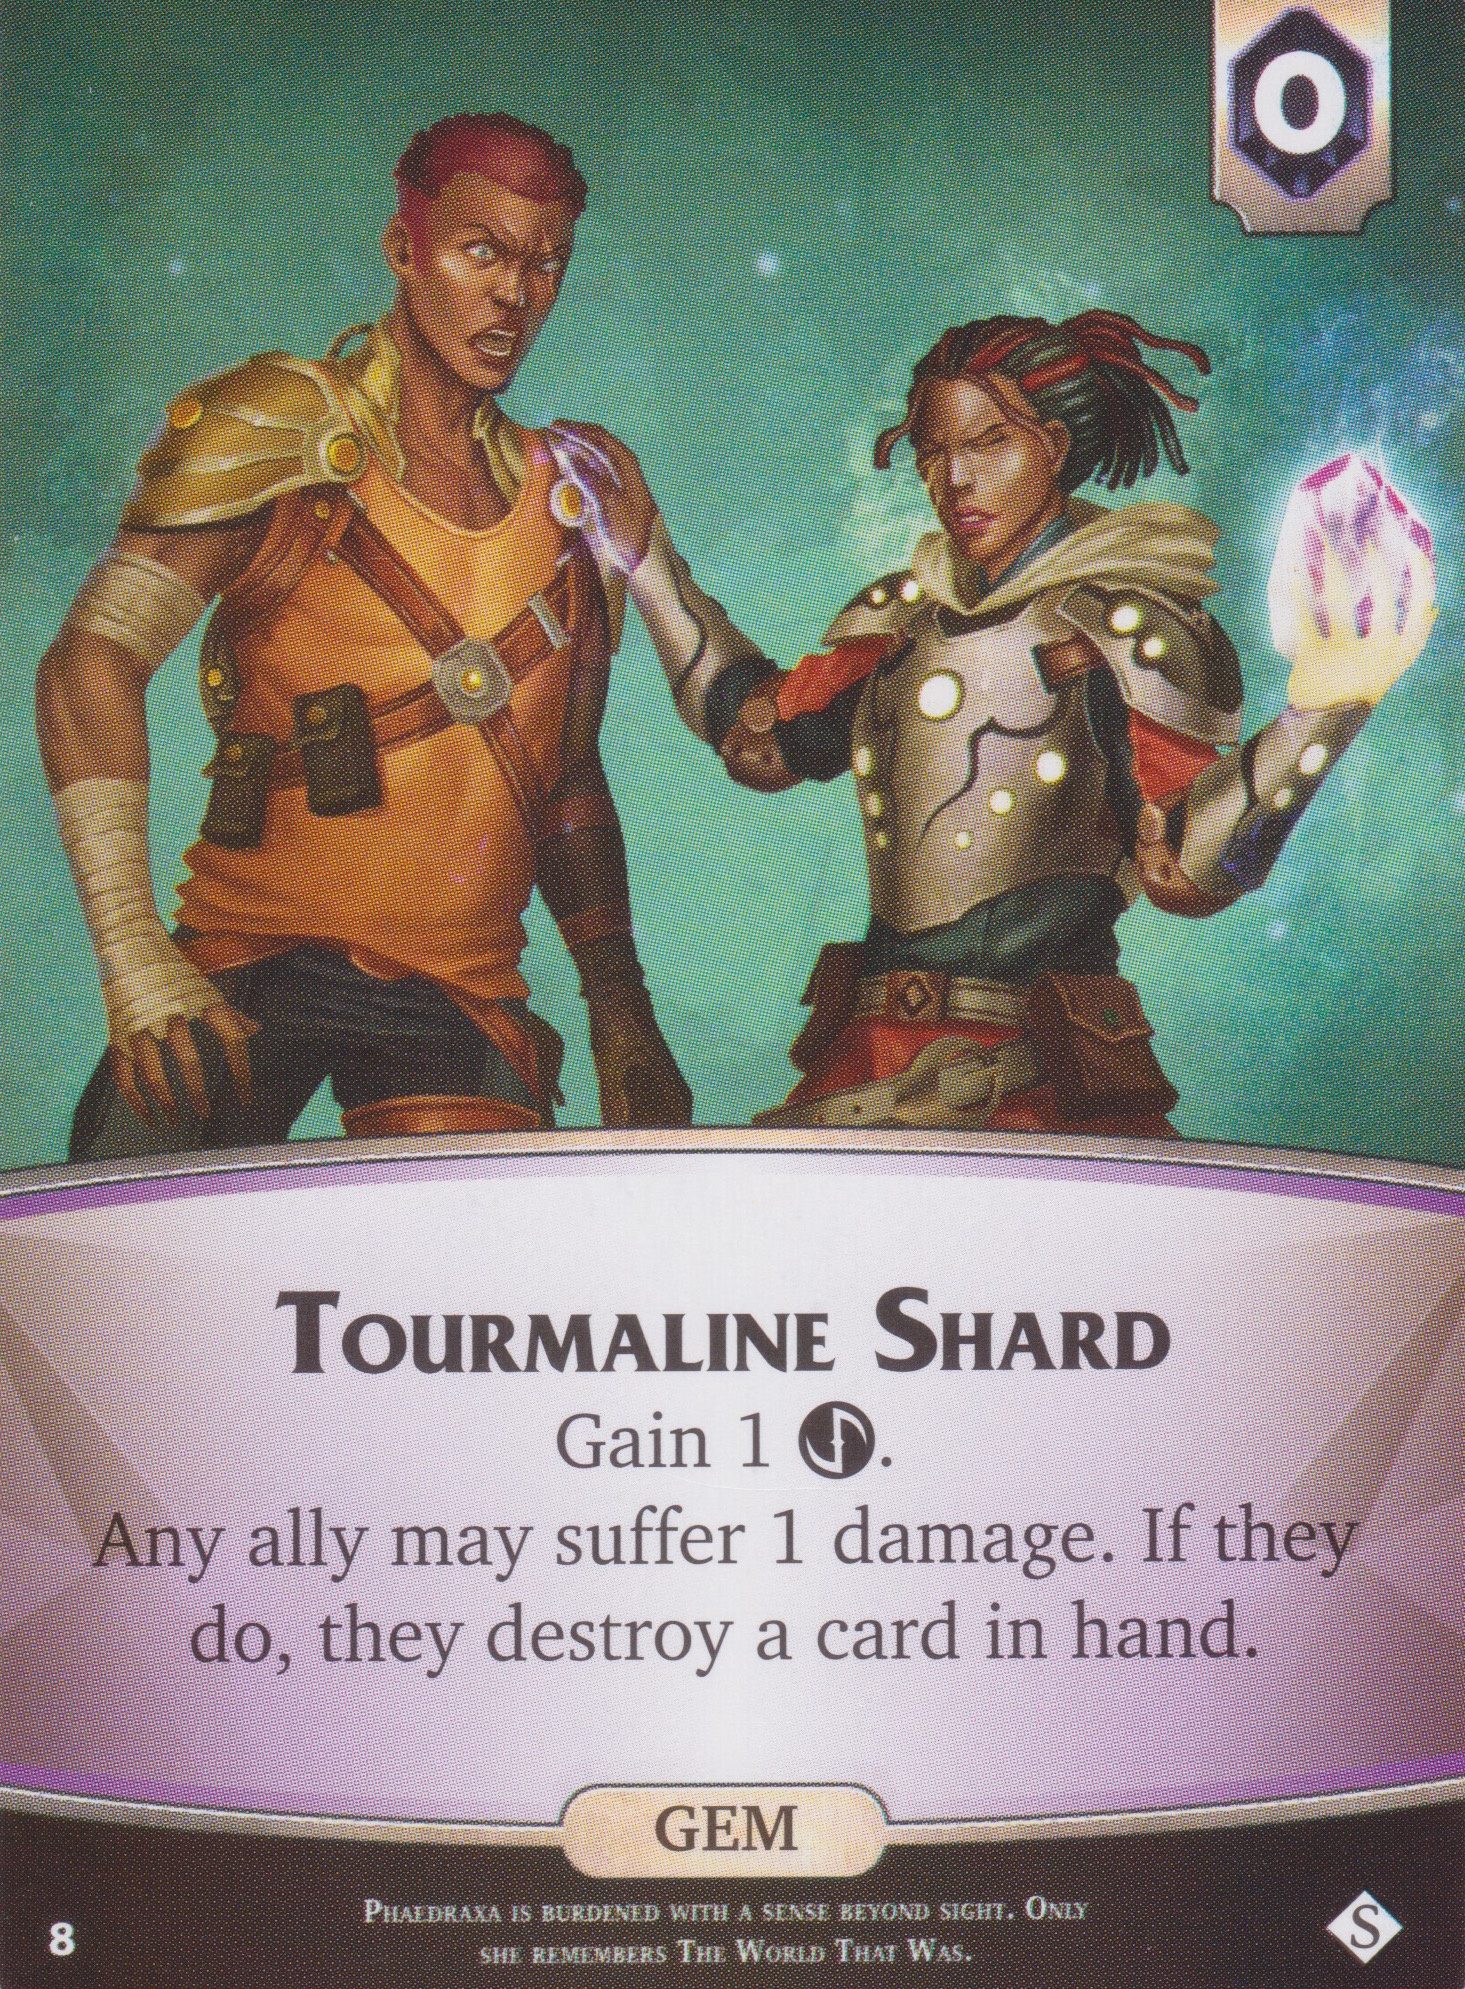 0
Tourmaline Shard
Gain 1 .
Any ally may suffer 1 damage. If they
do, they destroy a card in hand.
GEM
Phaedraxa is burdened with a sense beyond sight. Only
she remembers The World That Was.
8
S